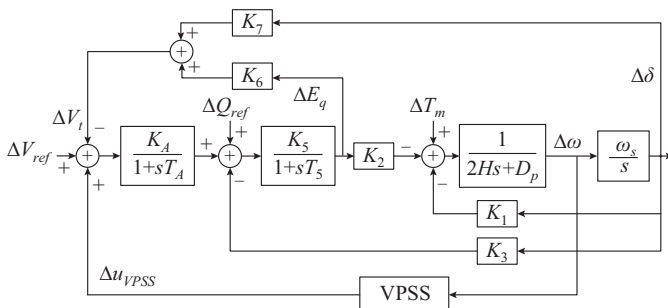 + K_7
+ K_6
Δδ
ΔV_t − ΔQ_ref ΔE_q ΔT_m
ΔV_ref + + K_A / 1+sT_A + + − K_5 / 1+sT_5 K_2 − + − 1 / 2Hs+D_p Δω ω_s / s
K_1
K_3
Δu_VPSS VPSS